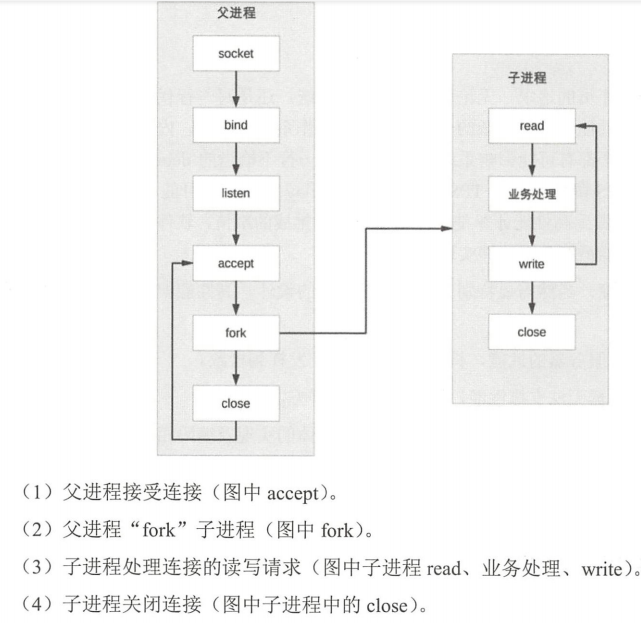 父进程
socket
bind
listen
accept
fork
close
子进程
read
业务处理
write
close
（1）父进程接受连接（图中 accept）。
（2）父进程“fork”子进程（图中 fork）。
（3）子进程处理连接的读写请求（图中子进程 read、业务处理、write）。
（4）子进程关闭连接（图中子进程中的 close）。